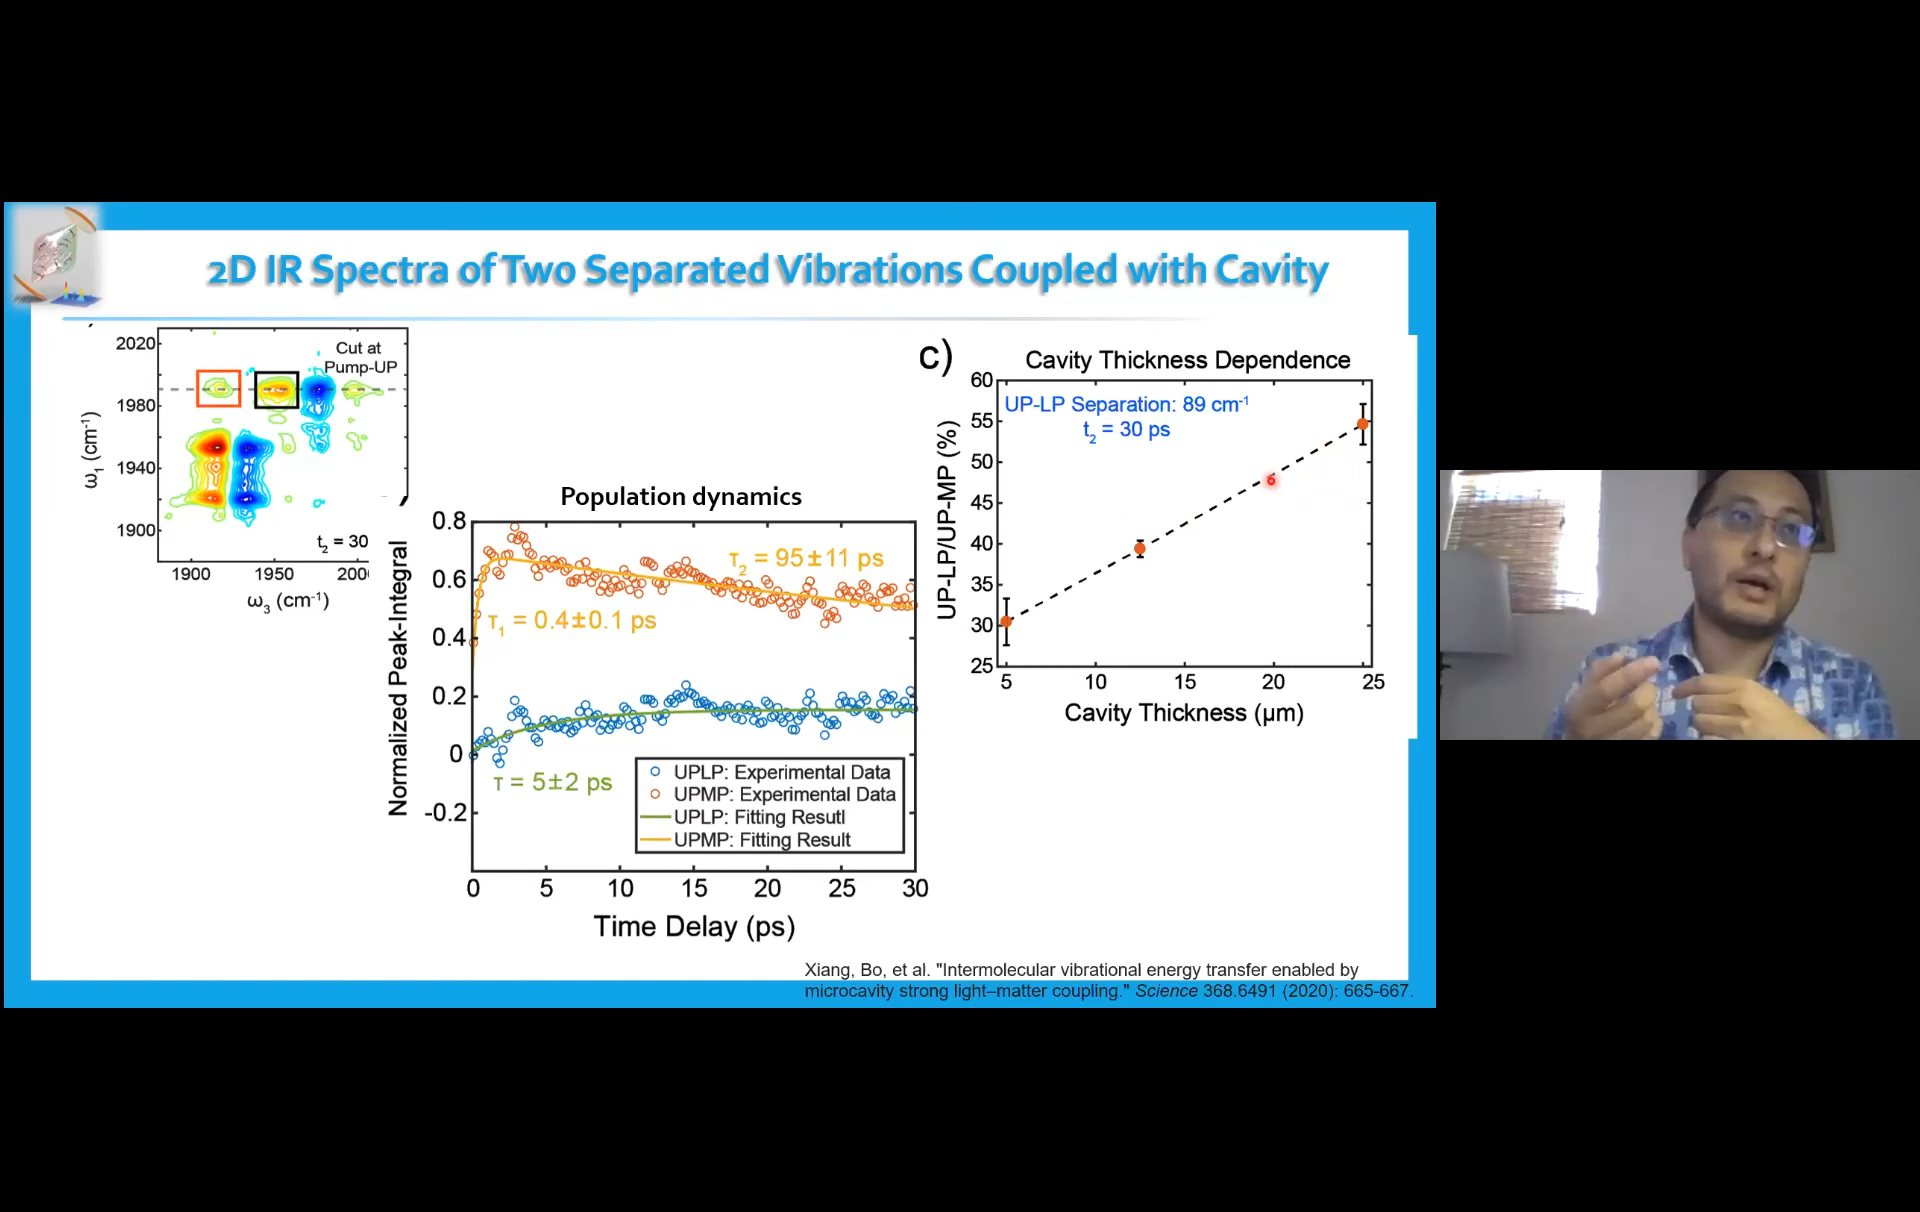 2D IR Spectra of Two Separated Vibrations Coupled with Cavity
2020
1980
1940
1900
ω1 (cm-1)
Cut at
Pump-UP
t2 = 30
1900 1950 200
ω3 (cm-1)
Population dynamics
0.8
0.6
0.4
0.2
0
-0.2
Normalized Peak-Integral
τ2 = 95±11 ps
τ1 = 0.4±0.1 ps
τ = 5±2 ps
UPLP: Experimental Data
UPMP: Experimental Data
UPLP: Fitting Resutl
UPMP: Fitting Result
0 5 10 15 20 25 30
Time Delay (ps)
c)
Cavity Thickness Dependence
60
55
50
45
40
35
30
25
UP-LP/UP-MP (%)
UP-LP Separation: 89 cm-1
t2 = 30 ps
5 10 15 20 25
Cavity Thickness (μm)
Xiang, Bo, et al. "Intermolecular vibrational energy transfer enabled by
microcavity strong light–matter coupling." Science 368.6491 (2020): 665-667.